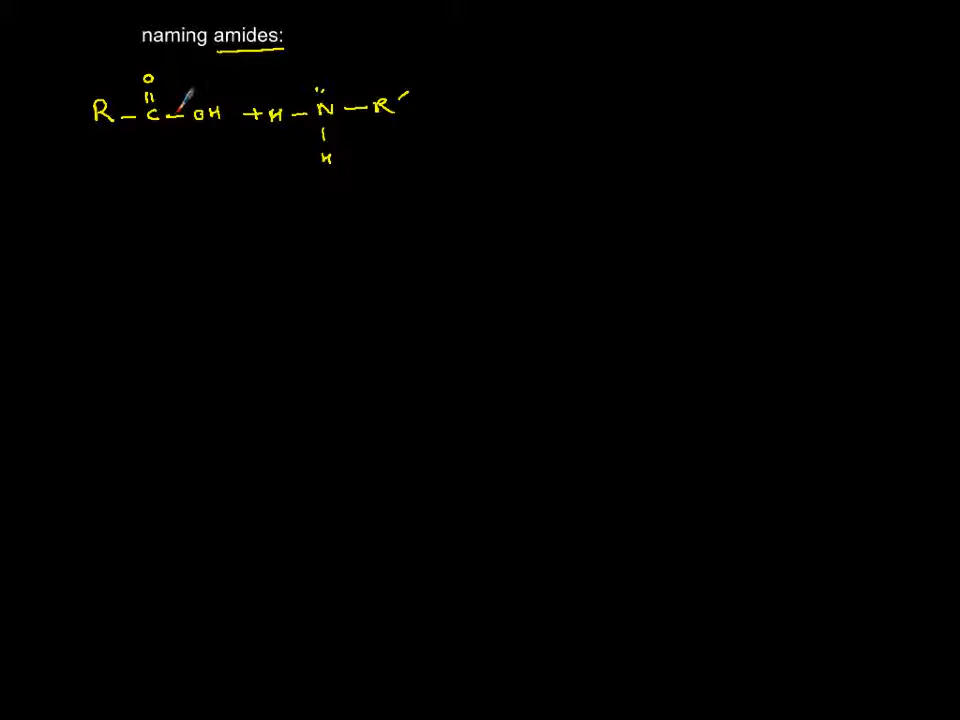 naming amides:
O
||
R - C - OH + H - N̈ - R′
|
H